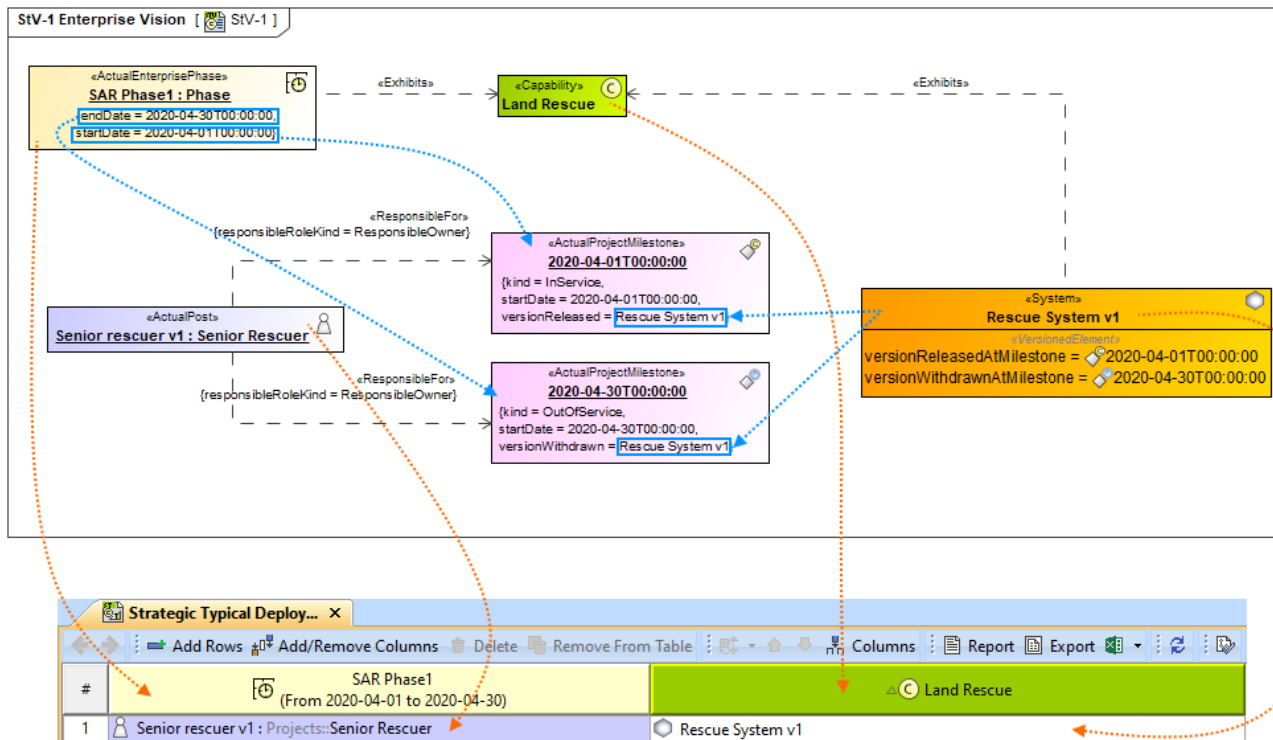 StV-1 Enterprise Vision [ StV-1 ]
«ActualEnterprisePhase»
SAR Phase1 : Phase
{endDate = 2020-04-30T00:00:00,
startDate = 2020-04-01T00:00:00}
«Exhibits»
«Capability»
C
Land Rescue
«Exhibits»
«ResponsibleFor»
{responsibleRoleKind = ResponsibleOwner}
«ActualProjectMilestone»
2020-04-01T00:00:00
{kind = InService,
startDate = 2020-04-01T00:00:00,
versionReleased = Rescue System v1}
«ActualPost»
Senior rescuer v1 : Senior Rescuer
«System»
Rescue System v1
«VersionedElement»
versionReleasedAtMilestone = 2020-04-01T00:00:00
versionWithdrawnAtMilestone = 2020-04-30T00:00:00
«ResponsibleFor»
{responsibleRoleKind = ResponsibleOwner}
«ActualProjectMilestone»
2020-04-30T00:00:00
{kind = OutOfService,
startDate = 2020-04-30T00:00:00,
versionWithdrawn = Rescue System v1}
Strategic Typical Deploy... ×
Add Rows Add/Remove Columns Delete Remove From Table Columns Report Export
# SAR Phase1
(From 2020-04-01 to 2020-04-30)
C Land Rescue
1 Senior rescuer v1 : Projects::Senior Rescuer Rescue System v1